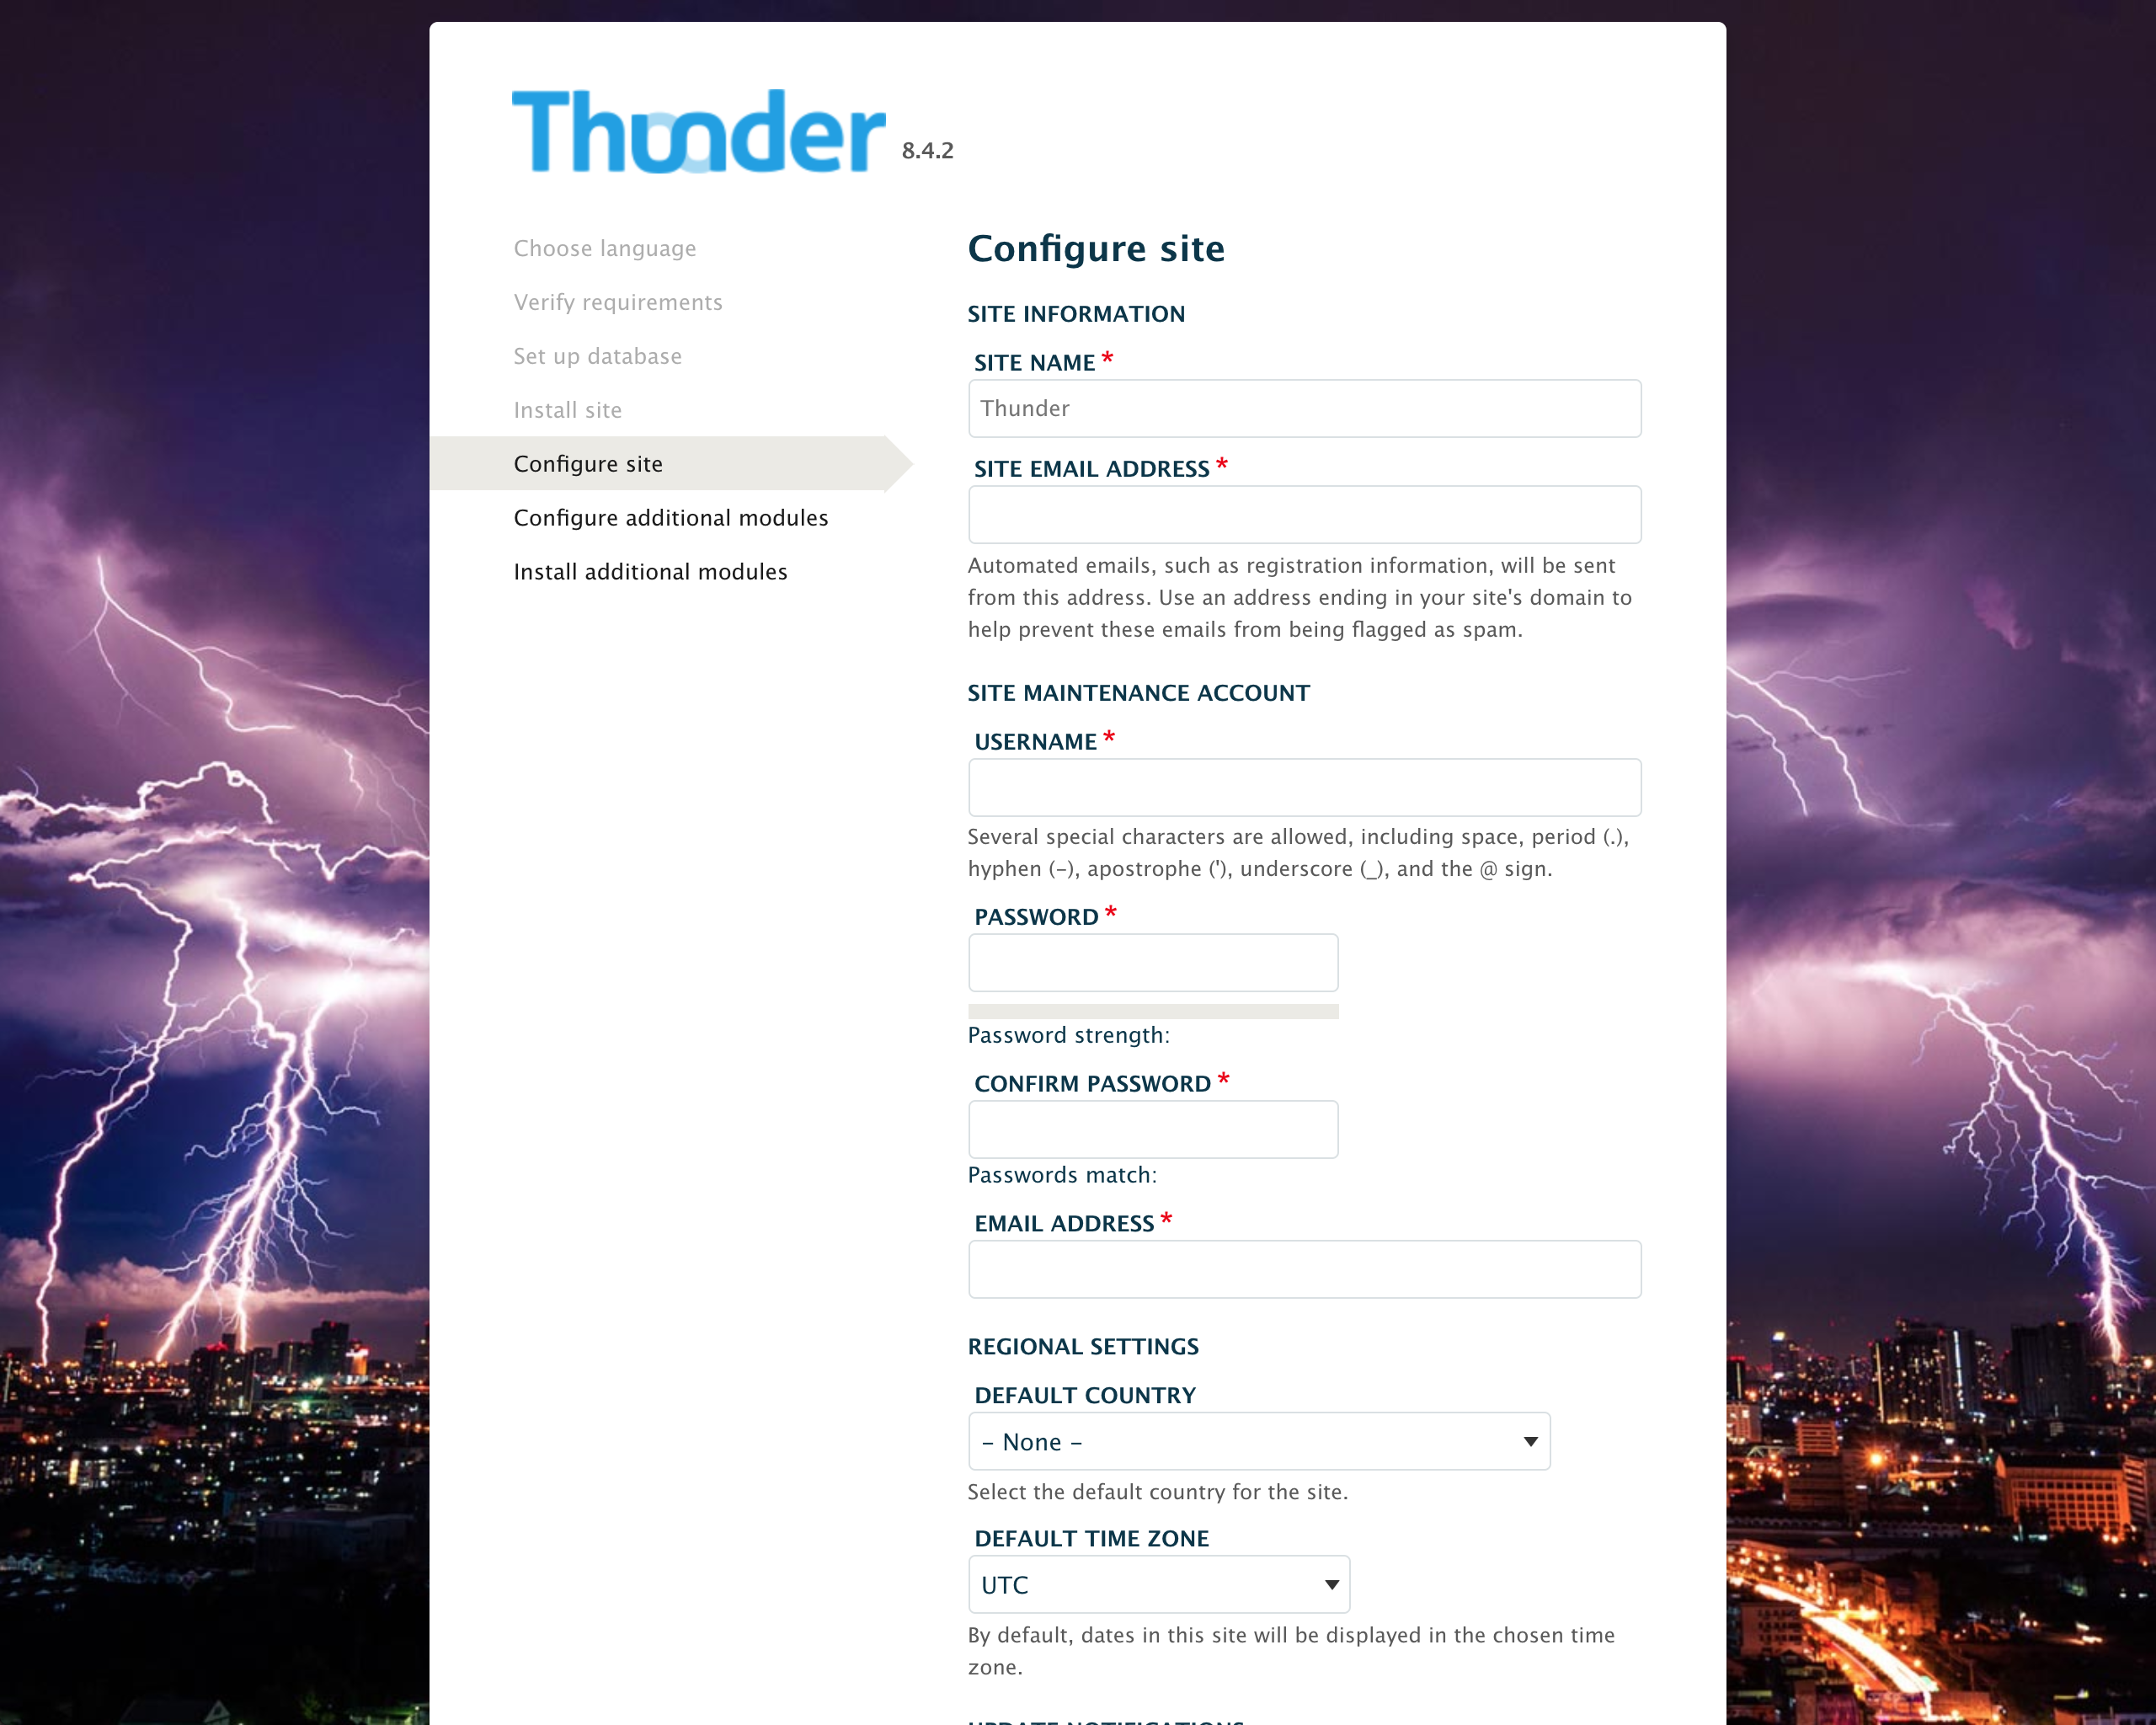 Thunder 8.4.2
Choose language
Verify requirements
Set up database
Install site
Configure site
Configure additional modules
Install additional modules
Configure site
SITE INFORMATION
SITE NAME *
Thunder
SITE EMAIL ADDRESS *
Automated emails, such as registration information, will be sent
from this address. Use an address ending in your site's domain to
help prevent these emails from being flagged as spam.
SITE MAINTENANCE ACCOUNT
USERNAME *
Several special characters are allowed, including space, period (.),
hyphen (-), apostrophe ('), underscore (_), and the @ sign.
PASSWORD *
Password strength:
CONFIRM PASSWORD *
Passwords match:
EMAIL ADDRESS *
REGIONAL SETTINGS
DEFAULT COUNTRY
- None -
Select the default country for the site.
DEFAULT TIME ZONE
UTC
By default, dates in this site will be displayed in the chosen time
zone.
UPDATE NOTIFICATIONS